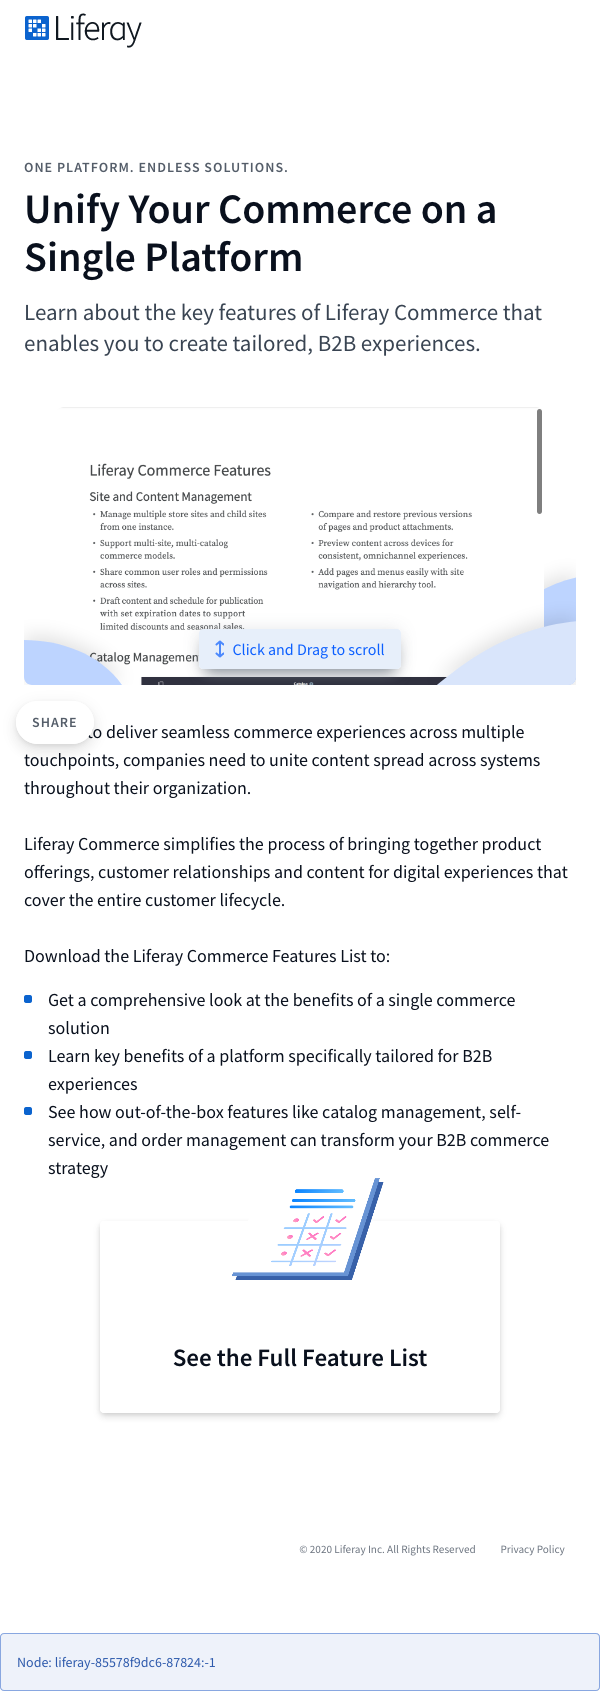 Liferay
ONE PLATFORM. ENDLESS SOLUTIONS.
Unify Your Commerce on a
Single Platform
Learn about the key features of Liferay Commerce that
enables you to create tailored, B2B experiences.
Liferay Commerce Features
Site and Content Management
• Manage multiple store sites and child sites
from one instance.
• Support multi-site, multi-catalog
commerce models.
• Share common user roles and permissions
across sites.
• Draft content and schedule for publication
with set expiration dates to support
limited discounts and seasonal sales.
• Compare and restore previous versions
of pages and product attachments.
• Preview content across devices for
consistent, omnichannel experiences.
• Add pages and menus easily with site
navigation and hierarchy tool.
Catalog Managemen
Click and Drag to scroll
SHARE
to deliver seamless commerce experiences across multiple
touchpoints, companies need to unite content spread across systems
throughout their organization.
Liferay Commerce simplifies the process of bringing together product
offerings, customer relationships and content for digital experiences that
cover the entire customer lifecycle.
Download the Liferay Commerce Features List to:
Get a comprehensive look at the benefits of a single commerce
solution
Learn key benefits of a platform specifically tailored for B2B
experiences
See how out-of-the-box features like catalog management, self-
service, and order management can transform your B2B commerce
strategy
See the Full Feature List
© 2020 Liferay Inc. All Rights Reserved Privacy Policy
Node: liferay-85578f9dc6-87824:-1